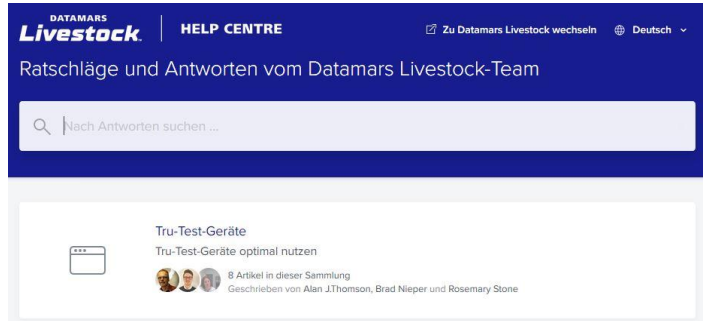 DATAMARS
Livestock. HELP CENTRE Zu Datamars Livestock wechseln Deutsch
Ratschläge und Antworten vom Datamars Livestock-Team
Nach Antworten suchen ...
Tru-Test-Geräte
Tru-Test-Geräte optimal nutzen
8 Artikel in dieser Sammlung
Geschrieben von Alan J.Thomson, Brad Nieper und Rosemary Stone